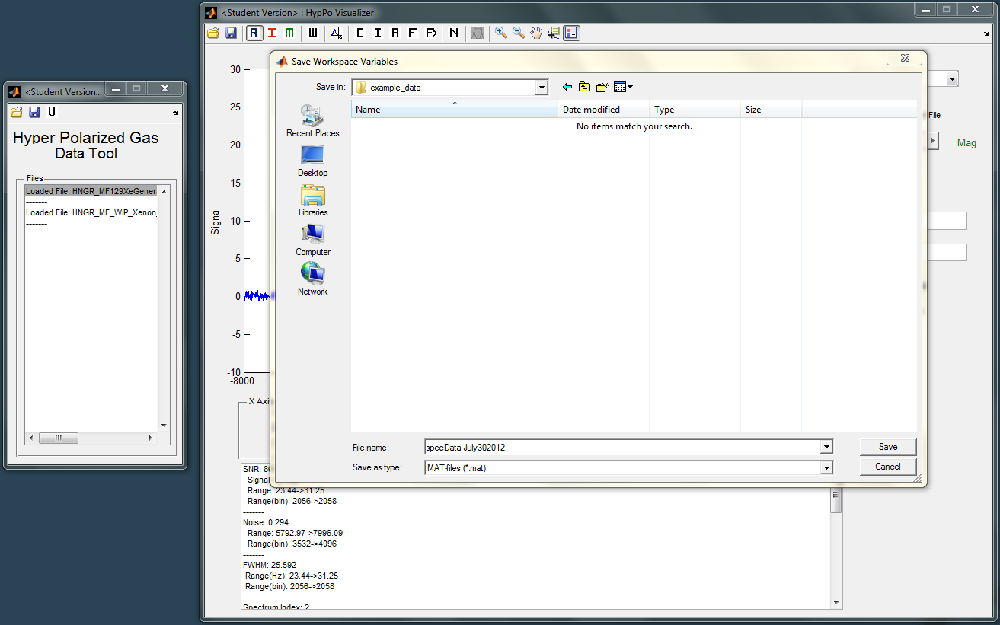 <Student Version> : HypPo Visualizer
R I M W A C I A F F2 N
30
25
20
15
10
5
0
-5
-10
-8000
Signal
X Axi
File
Mag
<Student Version...
U
Hyper Polarized Gas
Data Tool
Files
Loaded File: HNGR_MF129XeGener
-------
Loaded File: HNGR_MF_WIP_Xenon_
-------
Save Workspace Variables
Save in:
example_data
Name
Date modified
Type
Size
No items match your search.
Recent Places
Desktop
Libraries
Computer
Network
File name:
specData-July302012
Save
Save as type:
MAT-files (*.mat)
Cancel
SNR:
Signal
Range: 23.44->31.25
Range(bin): 2056->2058
-------
Noise: 0.294
Range: 5792.97->7996.09
Range(bin): 3532->4096
-------
FWHM: 25.592
Range(Hz): 23.44->31.25
Range(bin): 2056->2058
-------
Spectrum Index: 2